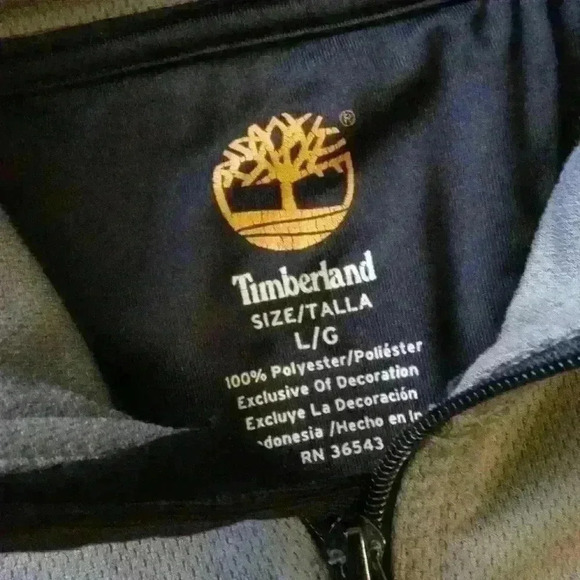 ®
Timberland
SIZE/TALLA
L/G
100% Polyester/Poliéster
Exclusive Of Decoration
Excluye La Decoración
/Hecho en
RN 36543